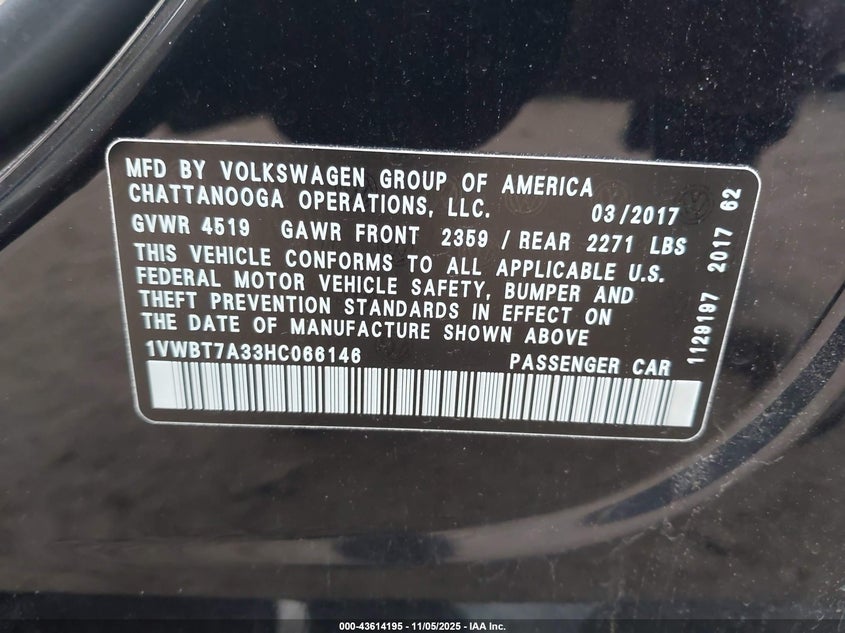 MFD BY VOLKSWAGEN GROUP OF AMERICA
CHATTANOOGA OPERATIONS, LLC. 03/2017
GVWR 4519 GAWR FRONT 2359 / REAR 2271 LBS
THIS VEHICLE CONFORMS TO ALL APPLICABLE U.S.
FEDERAL MOTOR VEHICLE SAFETY, BUMPER AND
THEFT PREVENTION STANDARDS IN EFFECT ON
THE DATE OF MANUFACTURE SHOWN ABOVE
1VWBT7A33HC066146 PASSENGER CAR
1129197 2017 62
000-43614195 - 11/05/2025 - IAA Inc.